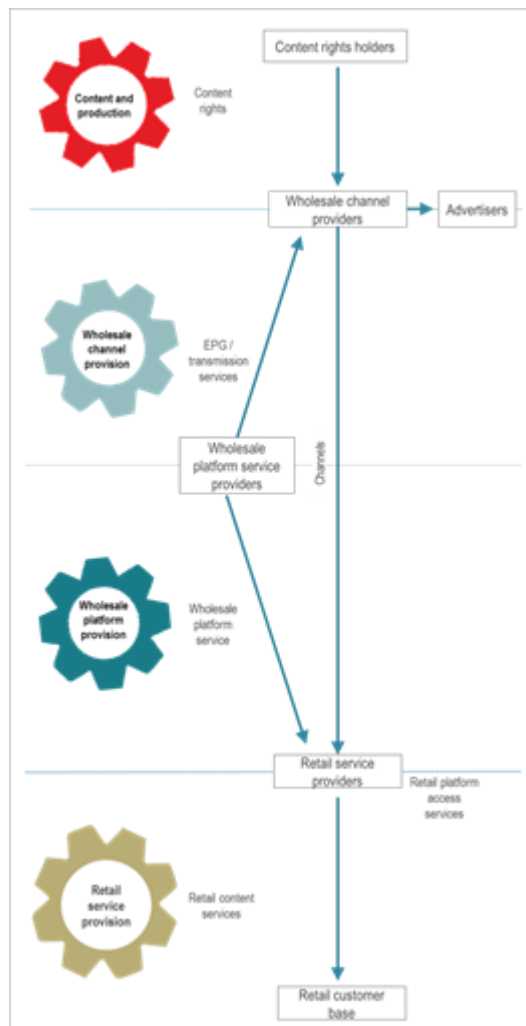 Content rights holders
Content and
production
Content
rights
Wholesale channel
providers
Advertisers
Wholesale
channel
provision
EPG /
transmission
services
Wholesale
platform service
providers
Channels
Wholesale
platform
provision
Wholesale
platform
service
Retail service
providers
Retail platform
access
services
Retail
service
provision
Retail content
services
Retail customer
base